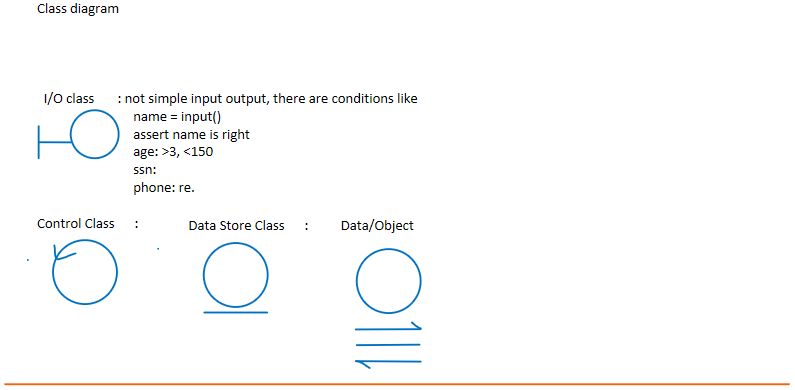 Class diagram
I/O class : not simple input output, there are conditions like
name = input()
assert name is right
age: >3, <150
ssn:
phone: re.
Control Class : Data Store Class : Data/Object